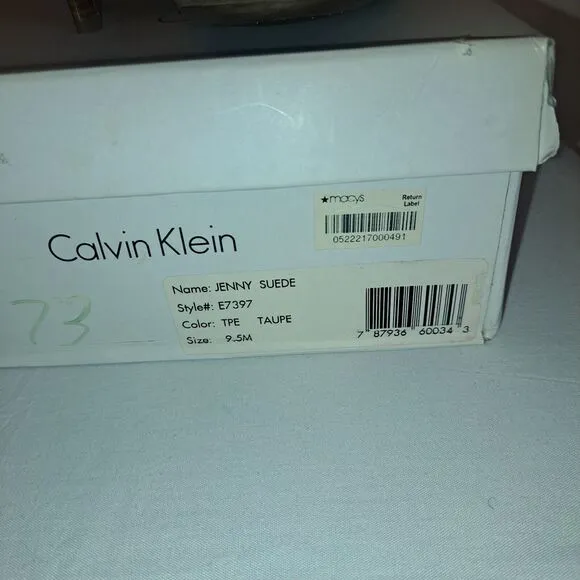 ★macy's Return Label
0522217000491
Calvin Klein
73
Name: JENNY SUEDE
Style#: E7397
Color: TPE TAUPE
Size: 9.5M
7 87936 60034 3